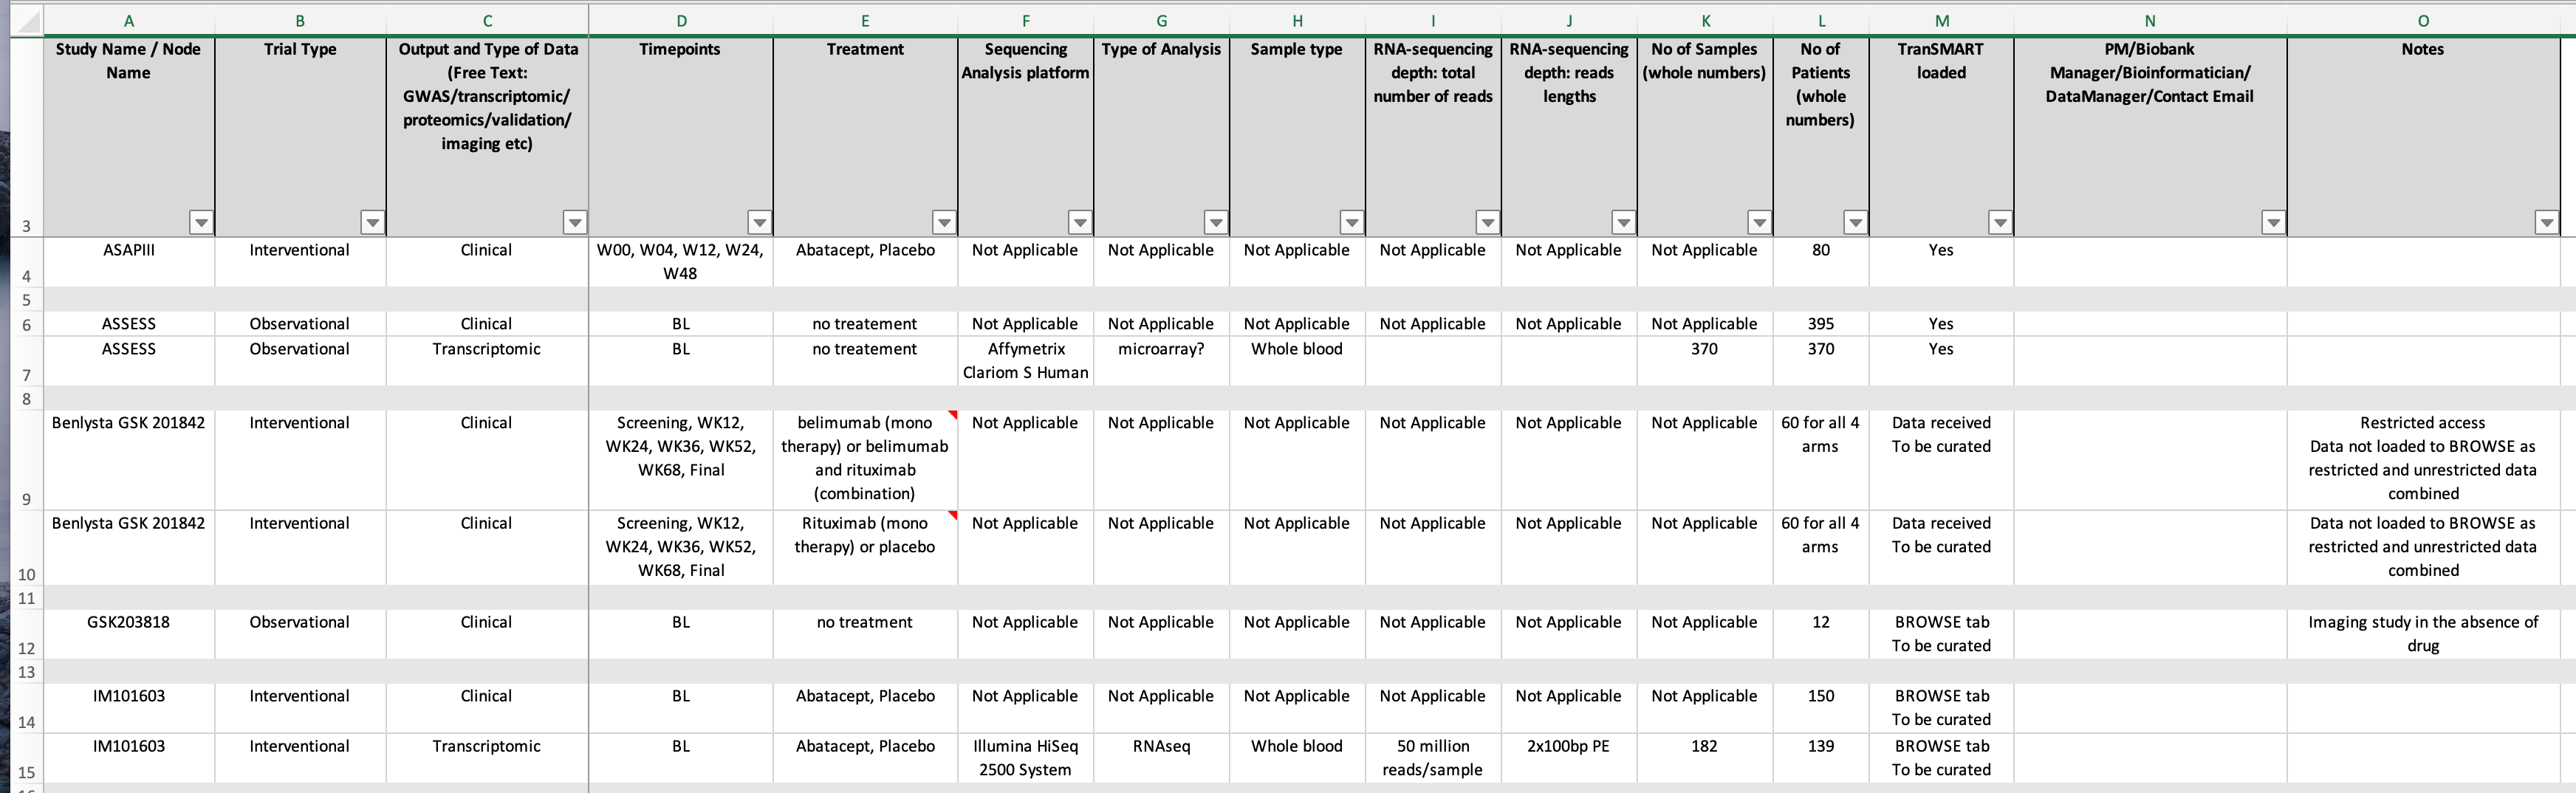 A B C D E F G H I J K L M N O
3
Study Name / Node
Name
Trial Type
Output and Type of Data
(Free Text:
GWAS/transcriptomic/
proteomics/validation/
imaging etc)
Timepoints
Treatment
Sequencing
Analysis platform
Type of Analysis
Sample type
RNA-sequencing
depth: total
number of reads
RNA-sequencing
depth: reads
lengths
No of Samples
(whole numbers)
No of
Patients
(whole
numbers)
TranSMART
loaded
PM/Biobank
Manager/Bioinformatician/
DataManager/Contact Email
Notes
4
ASAPIII
Interventional
Clinical
W00, W04, W12, W24,
W48
Abatacept, Placebo
Not Applicable
Not Applicable
Not Applicable
Not Applicable
Not Applicable
Not Applicable
80
Yes
5
6
ASSESS
Observational
Clinical
BL
no treatement
Not Applicable
Not Applicable
Not Applicable
Not Applicable
Not Applicable
Not Applicable
395
Yes
7
ASSESS
Observational
Transcriptomic
BL
no treatement
Affymetrix
Clariom S Human
microarray?
Whole blood
370
370
Yes
8
9
Benlysta GSK 201842
Interventional
Clinical
Screening, WK12,
WK24, WK36, WK52,
WK68, Final
belimumab (mono
therapy) or belimumab
and rituximab
(combination)
Not Applicable
Not Applicable
Not Applicable
Not Applicable
Not Applicable
Not Applicable
60 for all 4
arms
Data received
To be curated
Restricted access
Data not loaded to BROWSE as
restricted and unrestricted data
combined
10
Benlysta GSK 201842
Interventional
Clinical
Screening, WK12,
WK24, WK36, WK52,
WK68, Final
Rituximab (mono
therapy) or placebo
Not Applicable
Not Applicable
Not Applicable
Not Applicable
Not Applicable
Not Applicable
60 for all 4
arms
Data received
To be curated
Data not loaded to BROWSE as
restricted and unrestricted data
combined
11
12
GSK203818
Observational
Clinical
BL
no treatment
Not Applicable
Not Applicable
Not Applicable
Not Applicable
Not Applicable
Not Applicable
12
BROWSE tab
To be curated
Imaging study in the absence of
drug
13
14
IM101603
Interventional
Clinical
BL
Abatacept, Placebo
Not Applicable
Not Applicable
Not Applicable
Not Applicable
Not Applicable
Not Applicable
150
BROWSE tab
To be curated
15
IM101603
Interventional
Transcriptomic
BL
Abatacept, Placebo
Illumina HiSeq
2500 System
RNAseq
Whole blood
50 million
reads/sample
2x100bp PE
182
139
BROWSE tab
To be curated